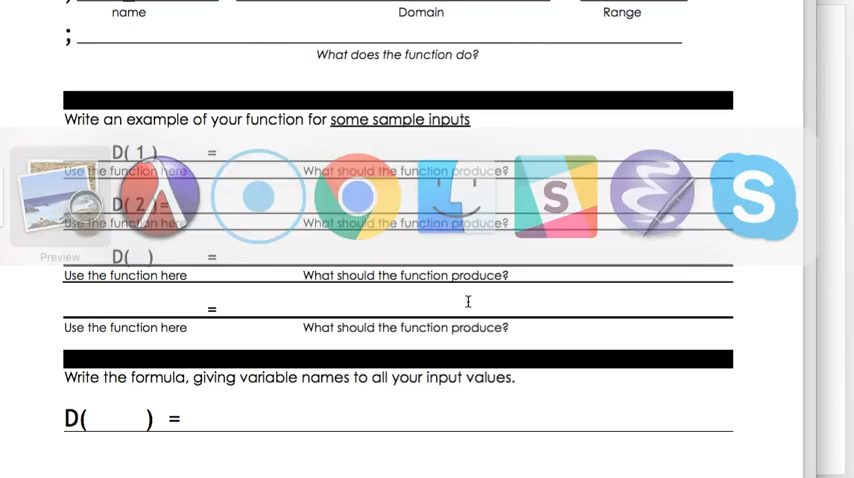 name Domain Range
;
What does the function do?
Write an example of your function for some sample inputs
D( 1 ) =
Use the function here What should the function produce?
D( 2 ) =
Use the function here What should the function produce?
Preview D( ) =
Use the function here What should the function produce?
=
Use the function here What should the function produce?
Write the formula, giving variable names to all your input values.
D( ) =